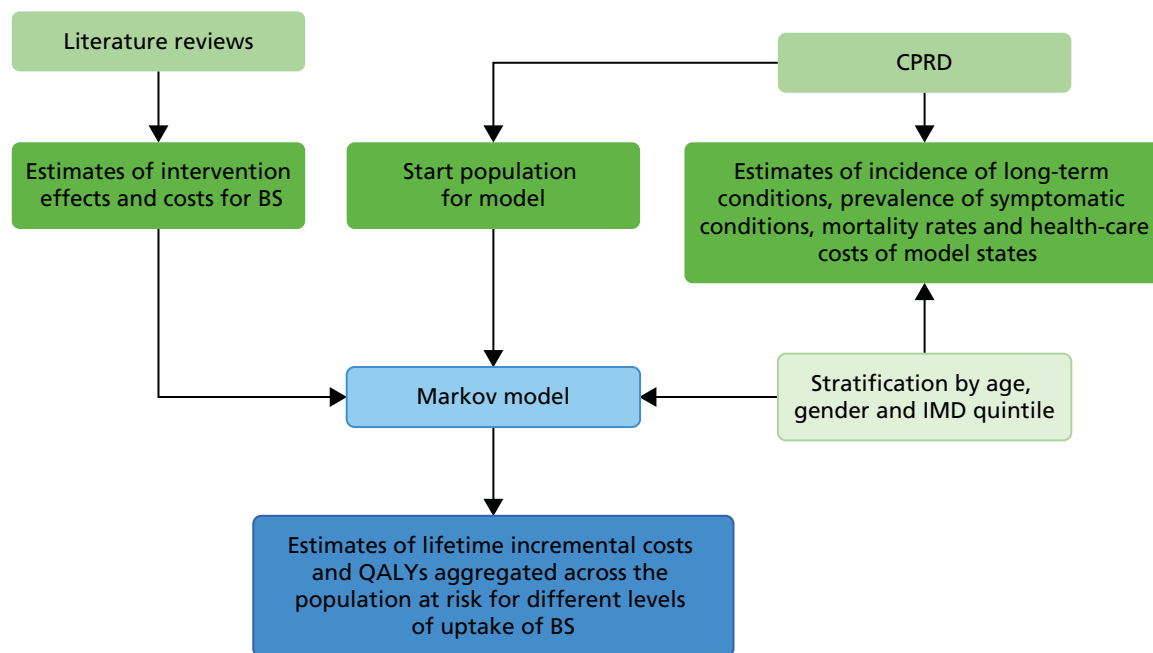 Literature reviews
CPRD
Estimates of intervention
effects and costs for BS
Start population
for model
Estimates of incidence of long-term
conditions, prevalence of symptomatic
conditions, mortality rates and health-care
costs of model states
Markov model
Stratification by age,
gender and IMD quintile
Estimates of lifetime incremental costs
and QALYs aggregated across the
population at risk for different levels
of uptake of BS